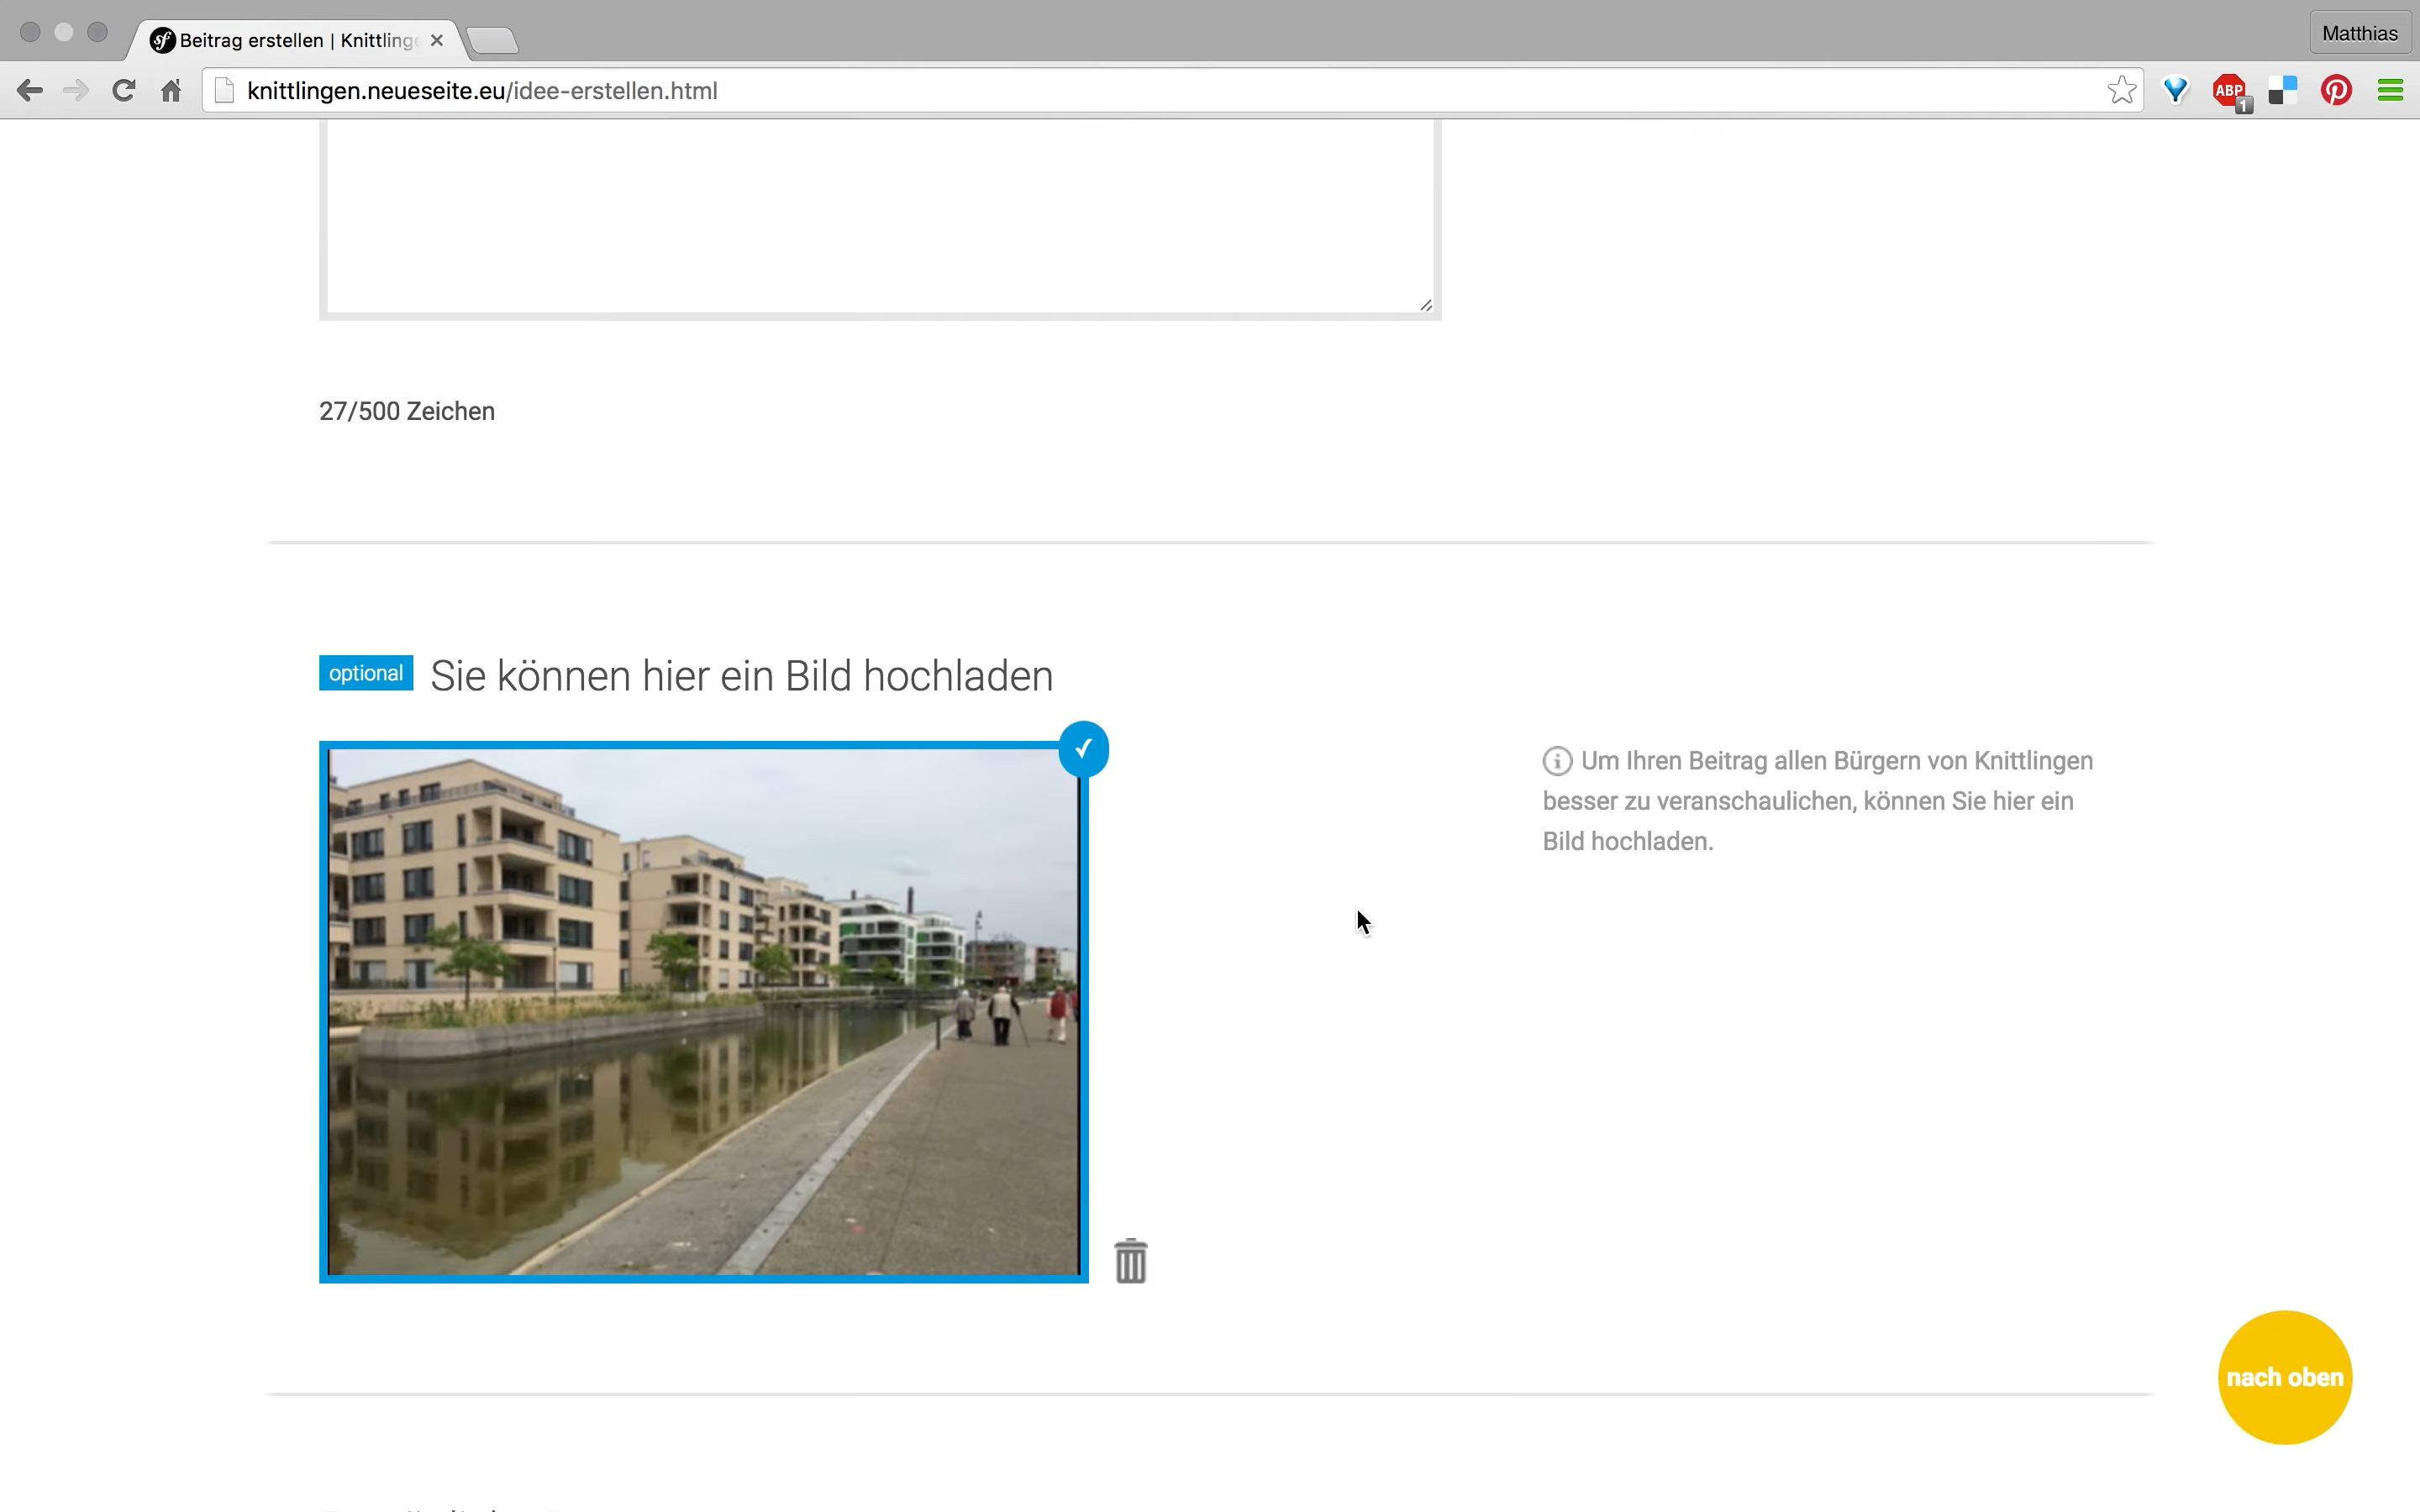 Beitrag erstellen | Knittlinge
Matthias
knittlingen.neueseite.eu/idee-erstellen.html
ABP
1
27/500 Zeichen
optional Sie können hier ein Bild hochladen
Um Ihren Beitrag allen Bürgern von Knittlingen
besser zu veranschaulichen, können Sie hier ein
Bild hochladen.
nach oben